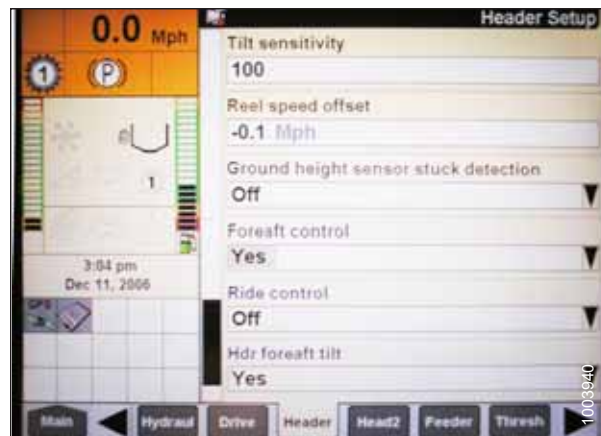 0.0 Mph
Header Setup
1
P
1
3:04 pm
Dec 11, 2006
GPS
Tilt sensitivity
100
Reel speed offset
-0.1 Mph
Ground height sensor stuck detection
Off
Foreaft control
Yes
Ride control
Off
Hdr foreaft tilt
Yes
Main
Hydraul
Drive
Header
Head2
Feeder
Thresh
1003940